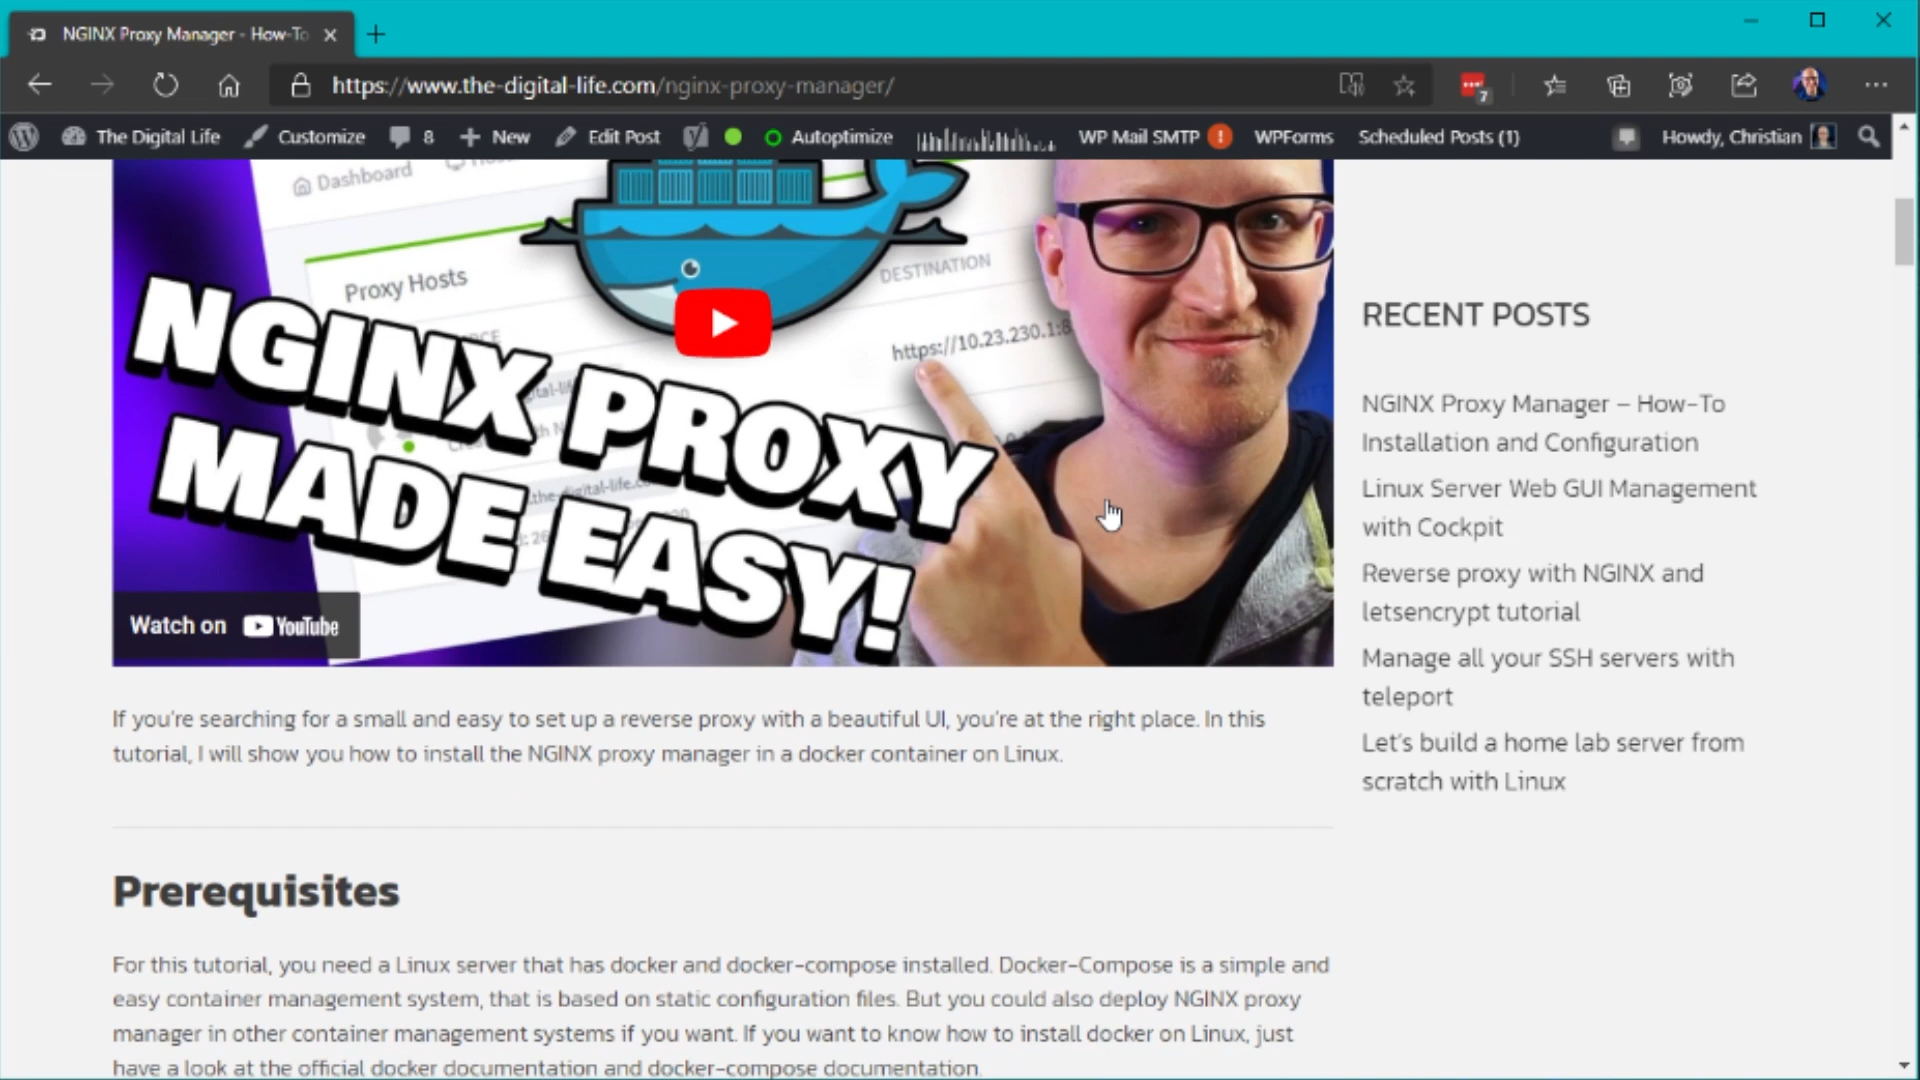 NGINX Proxy Manager - How-To
https://www.the-digital-life.com/nginx-proxy-manager/
7
The Digital Life Customize 8 New Edit Post Autoptimize WP Mail SMTP ! WPForms Scheduled Posts (1) Howdy, Christian
Dashboard
Proxy Hosts
DESTINATION
https://10.23.230.1:8
NGINX PROXY
MADE EASY!
Watch on YouTube
If you're searching for a small and easy to set up a reverse proxy with a beautiful UI, you're at the right place. In this
tutorial, I will show you how to install the NGINX proxy manager in a docker container on Linux.
Prerequisites
For this tutorial, you need a Linux server that has docker and docker-compose installed. Docker-Compose is a simple and
easy container management system, that is based on static configuration files. But you could also deploy NGINX proxy
manager in other container management systems if you want. If you want to know how to install docker on Linux, just
have a look at the official docker documentation and docker-compose documentation.
RECENT POSTS
NGINX Proxy Manager – How-To
Installation and Configuration
Linux Server Web GUI Management
with Cockpit
Reverse proxy with NGINX and
letsencrypt tutorial
Manage all your SSH servers with
teleport
Let's build a home lab server from
scratch with Linux